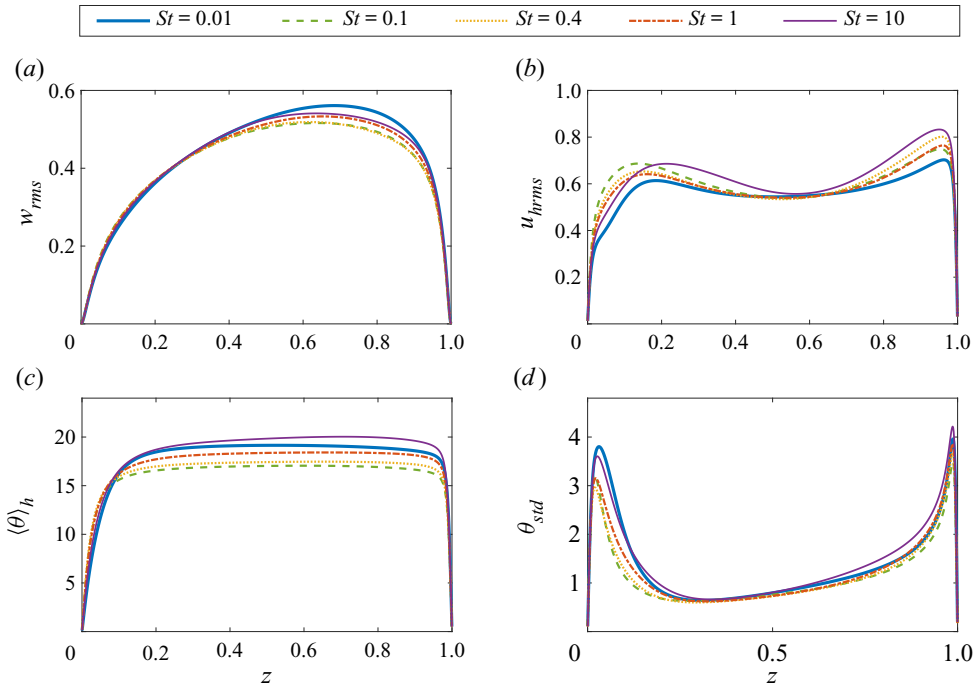 St = 0.01 St = 0.1 St = 0.4 St = 1 St = 10
(a) (b)
0.6
0.4
0.2
0 0.2 0.4 0.6 0.8 1.0
w_rms
1.0
0.8
0.6
0.4
0.2
0 0.2 0.4 0.6 0.8 1.0
u_hrms
(c) (d)
20
15
10
5
0 0.2 0.4 0.6 0.8 1.0
⟨θ⟩_h
z
4
3
2
1
0 0.5 1.0
θ_std
z